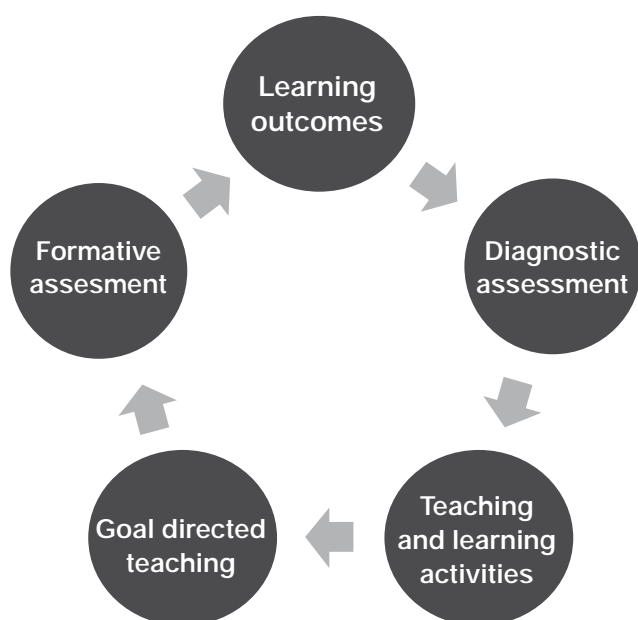 Learning
outcomes
Diagnostic
assessment
Teaching
and learning
activities
Goal directed
teaching
Formative
assesment